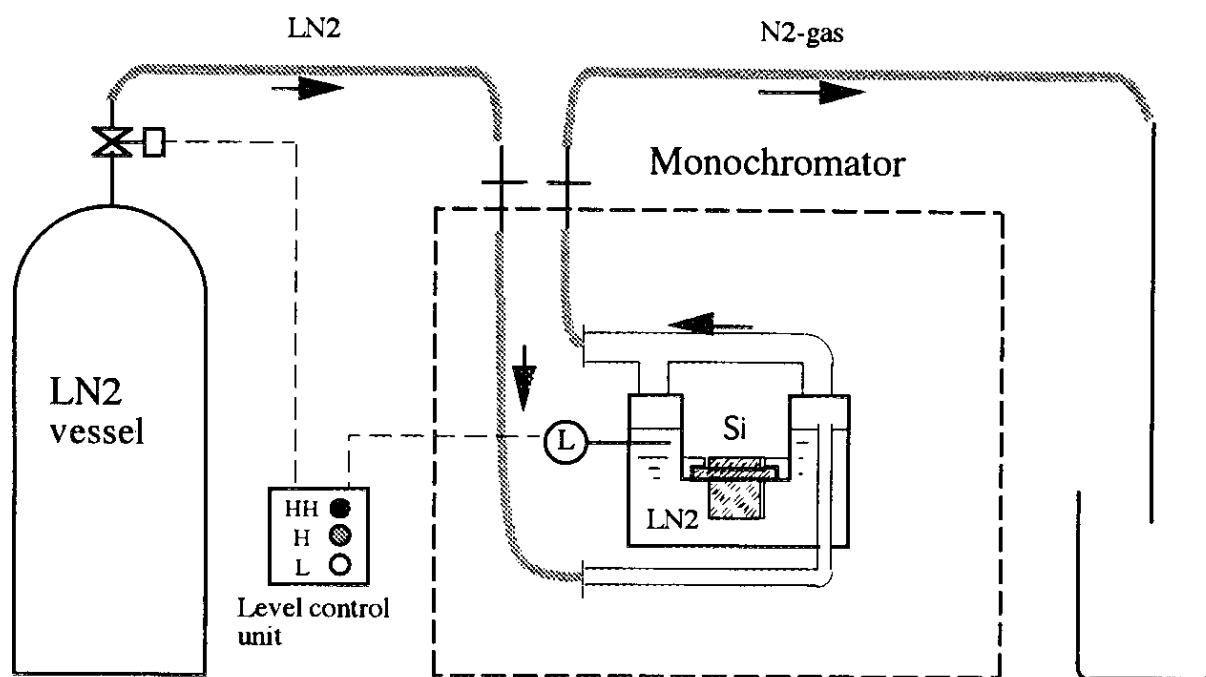 LN2
N2-gas
Monochromator
LN2
vessel
L
Si
LN2
HH
H
L
Level control
unit